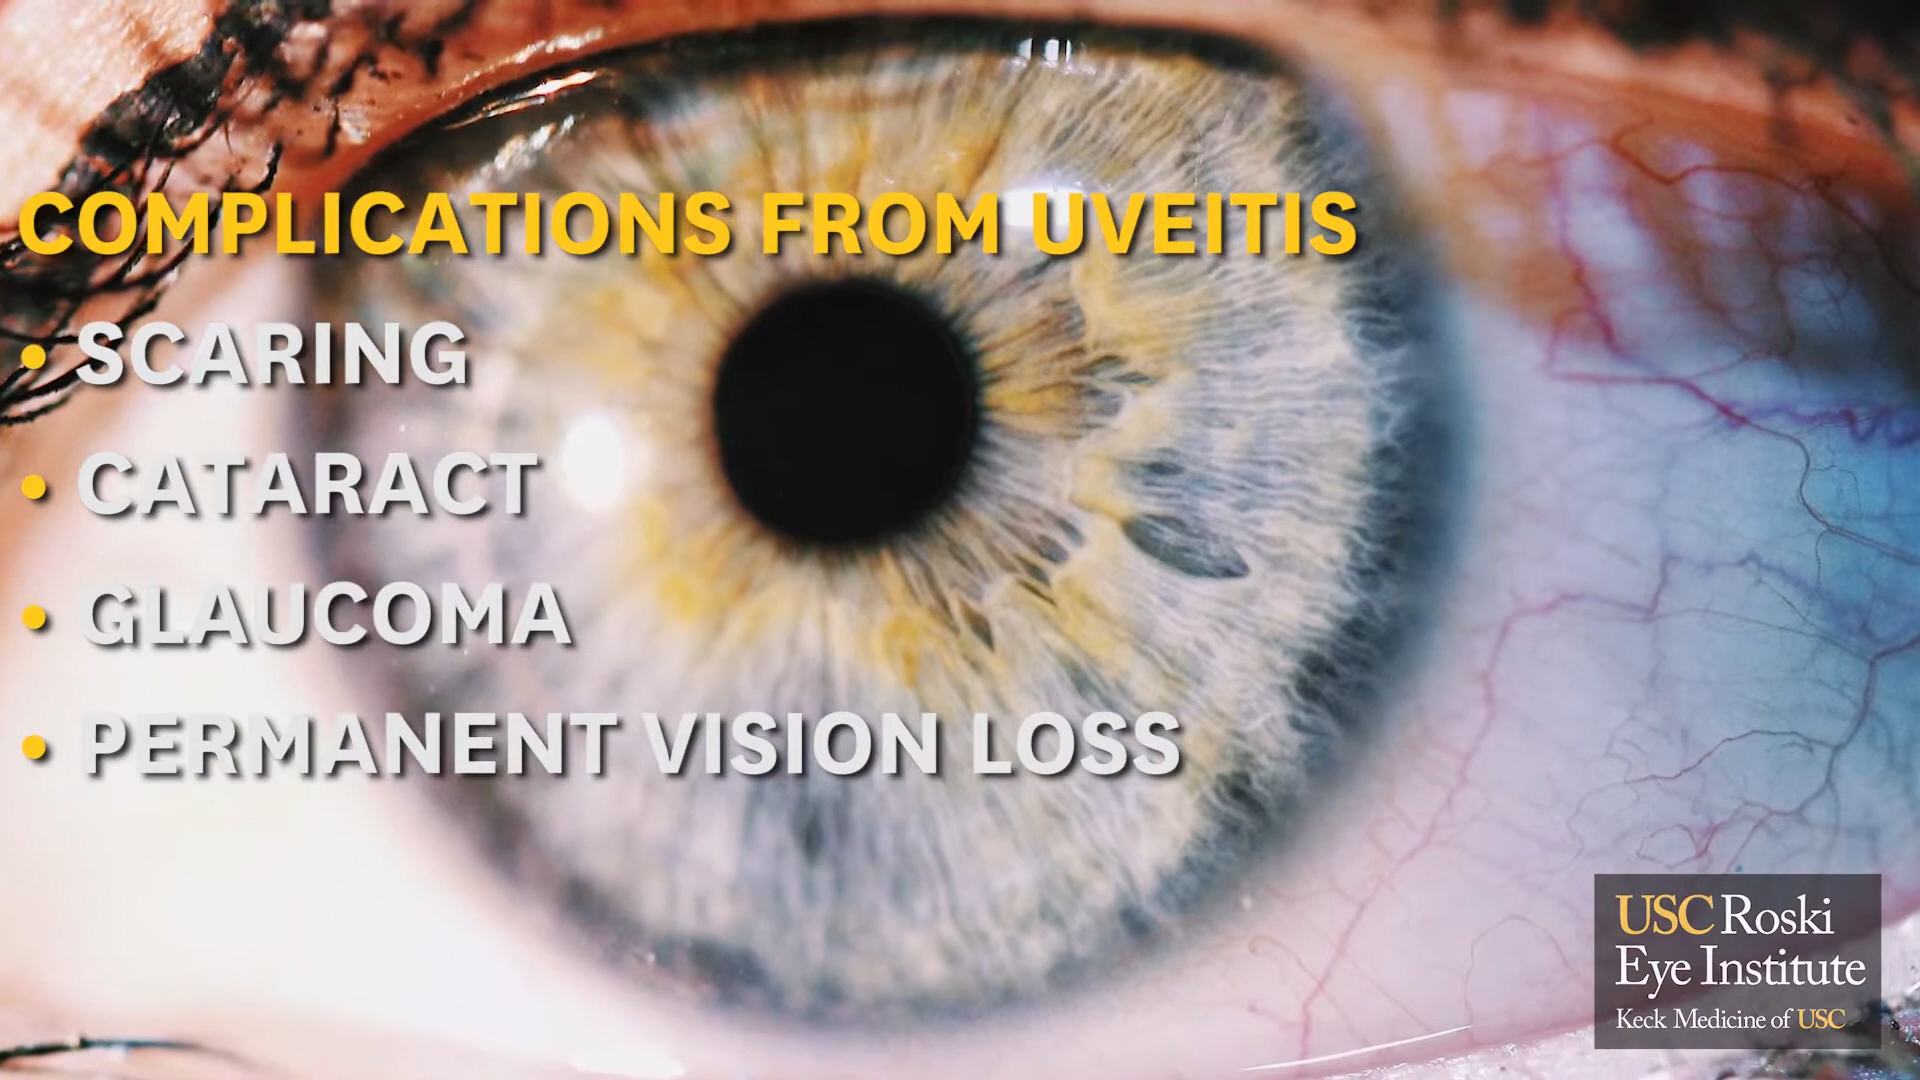 COMPLICATIONS FROM UVEITIS
• SCARING
• CATARACT
• GLAUCOMA
• PERMANENT VISION LOSS
USC Roski
Eye Institute
Keck Medicine of USC